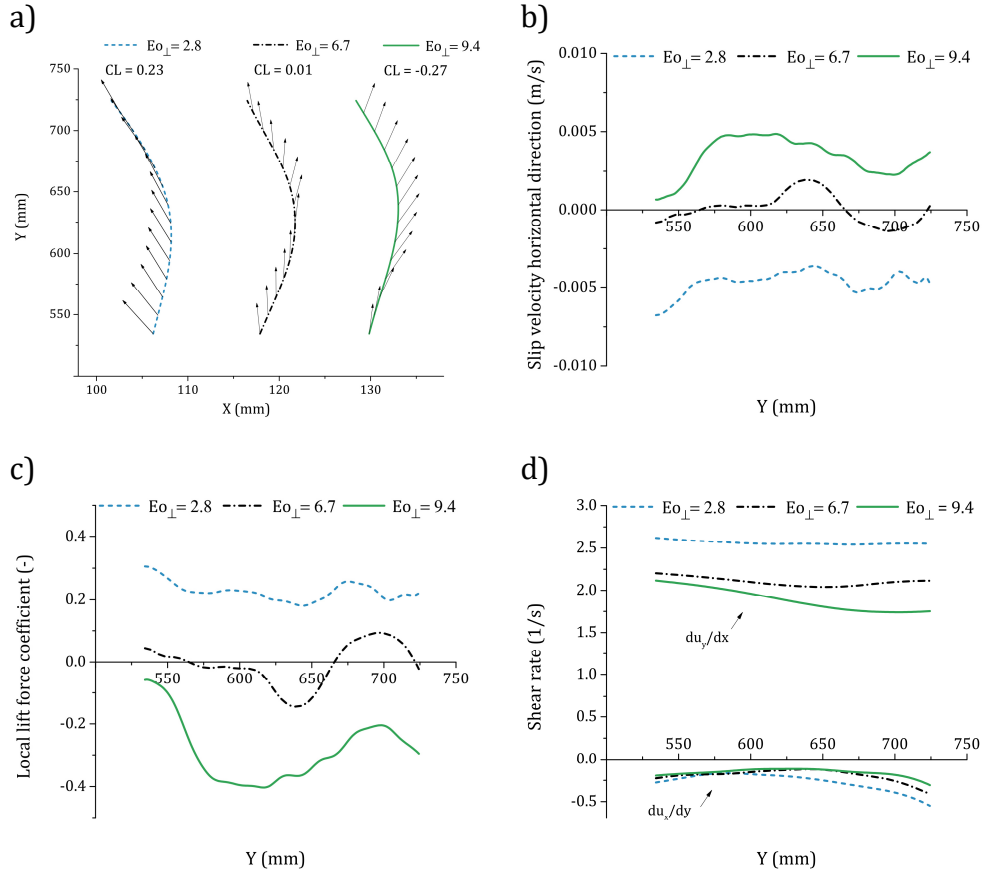 a)
Eo⊥= 2.8 Eo⊥= 6.7 Eo⊥= 9.4
CL = 0.23 CL = 0.01 CL = -0.27
750
700
650
600
550
Y (mm)
100 110 120 130
X (mm)
b)
0.010
Eo⊥= 2.8 Eo⊥= 6.7 Eo⊥= 9.4
0.005
0.000
550 600 650 700 750
-0.005
-0.010
Slip velocity horizontal direction (m/s)
Y (mm)
c)
Eo⊥= 2.8 Eo⊥= 6.7 Eo⊥= 9.4
0.4
0.2
0.0
550 600 650 700 750
-0.2
-0.4
Local lift force coefficient (-)
Y (mm)
d)
3.0
Eo⊥= 2.8 Eo⊥= 6.7 Eo⊥ = 9.4
2.5
2.0
1.5
du_y/dx
1.0
0.5
550 600 650 700 750
0.0
-0.5
du_x/dy
Shear rate (1/s)
Y (mm)